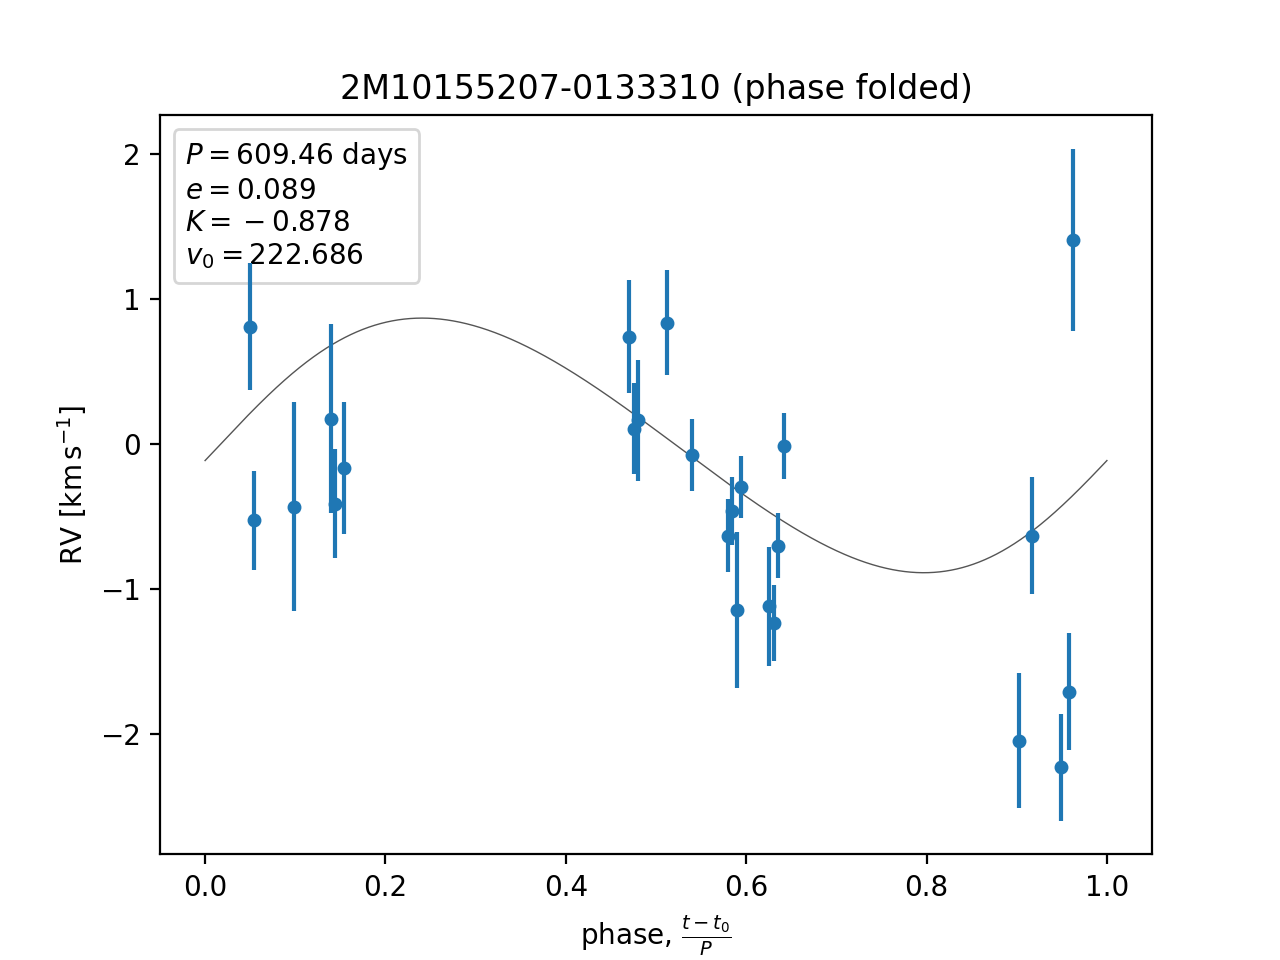 2M10155207-0133310 (phase folded)
P = 609.46 days
e = 0.089
K = −0.878
v₀ = 222.686
2
1
0
−1
−2
RV [km s⁻¹]
0.0 0.2 0.4 0.6 0.8 1.0
phase, (t − t₀)/P